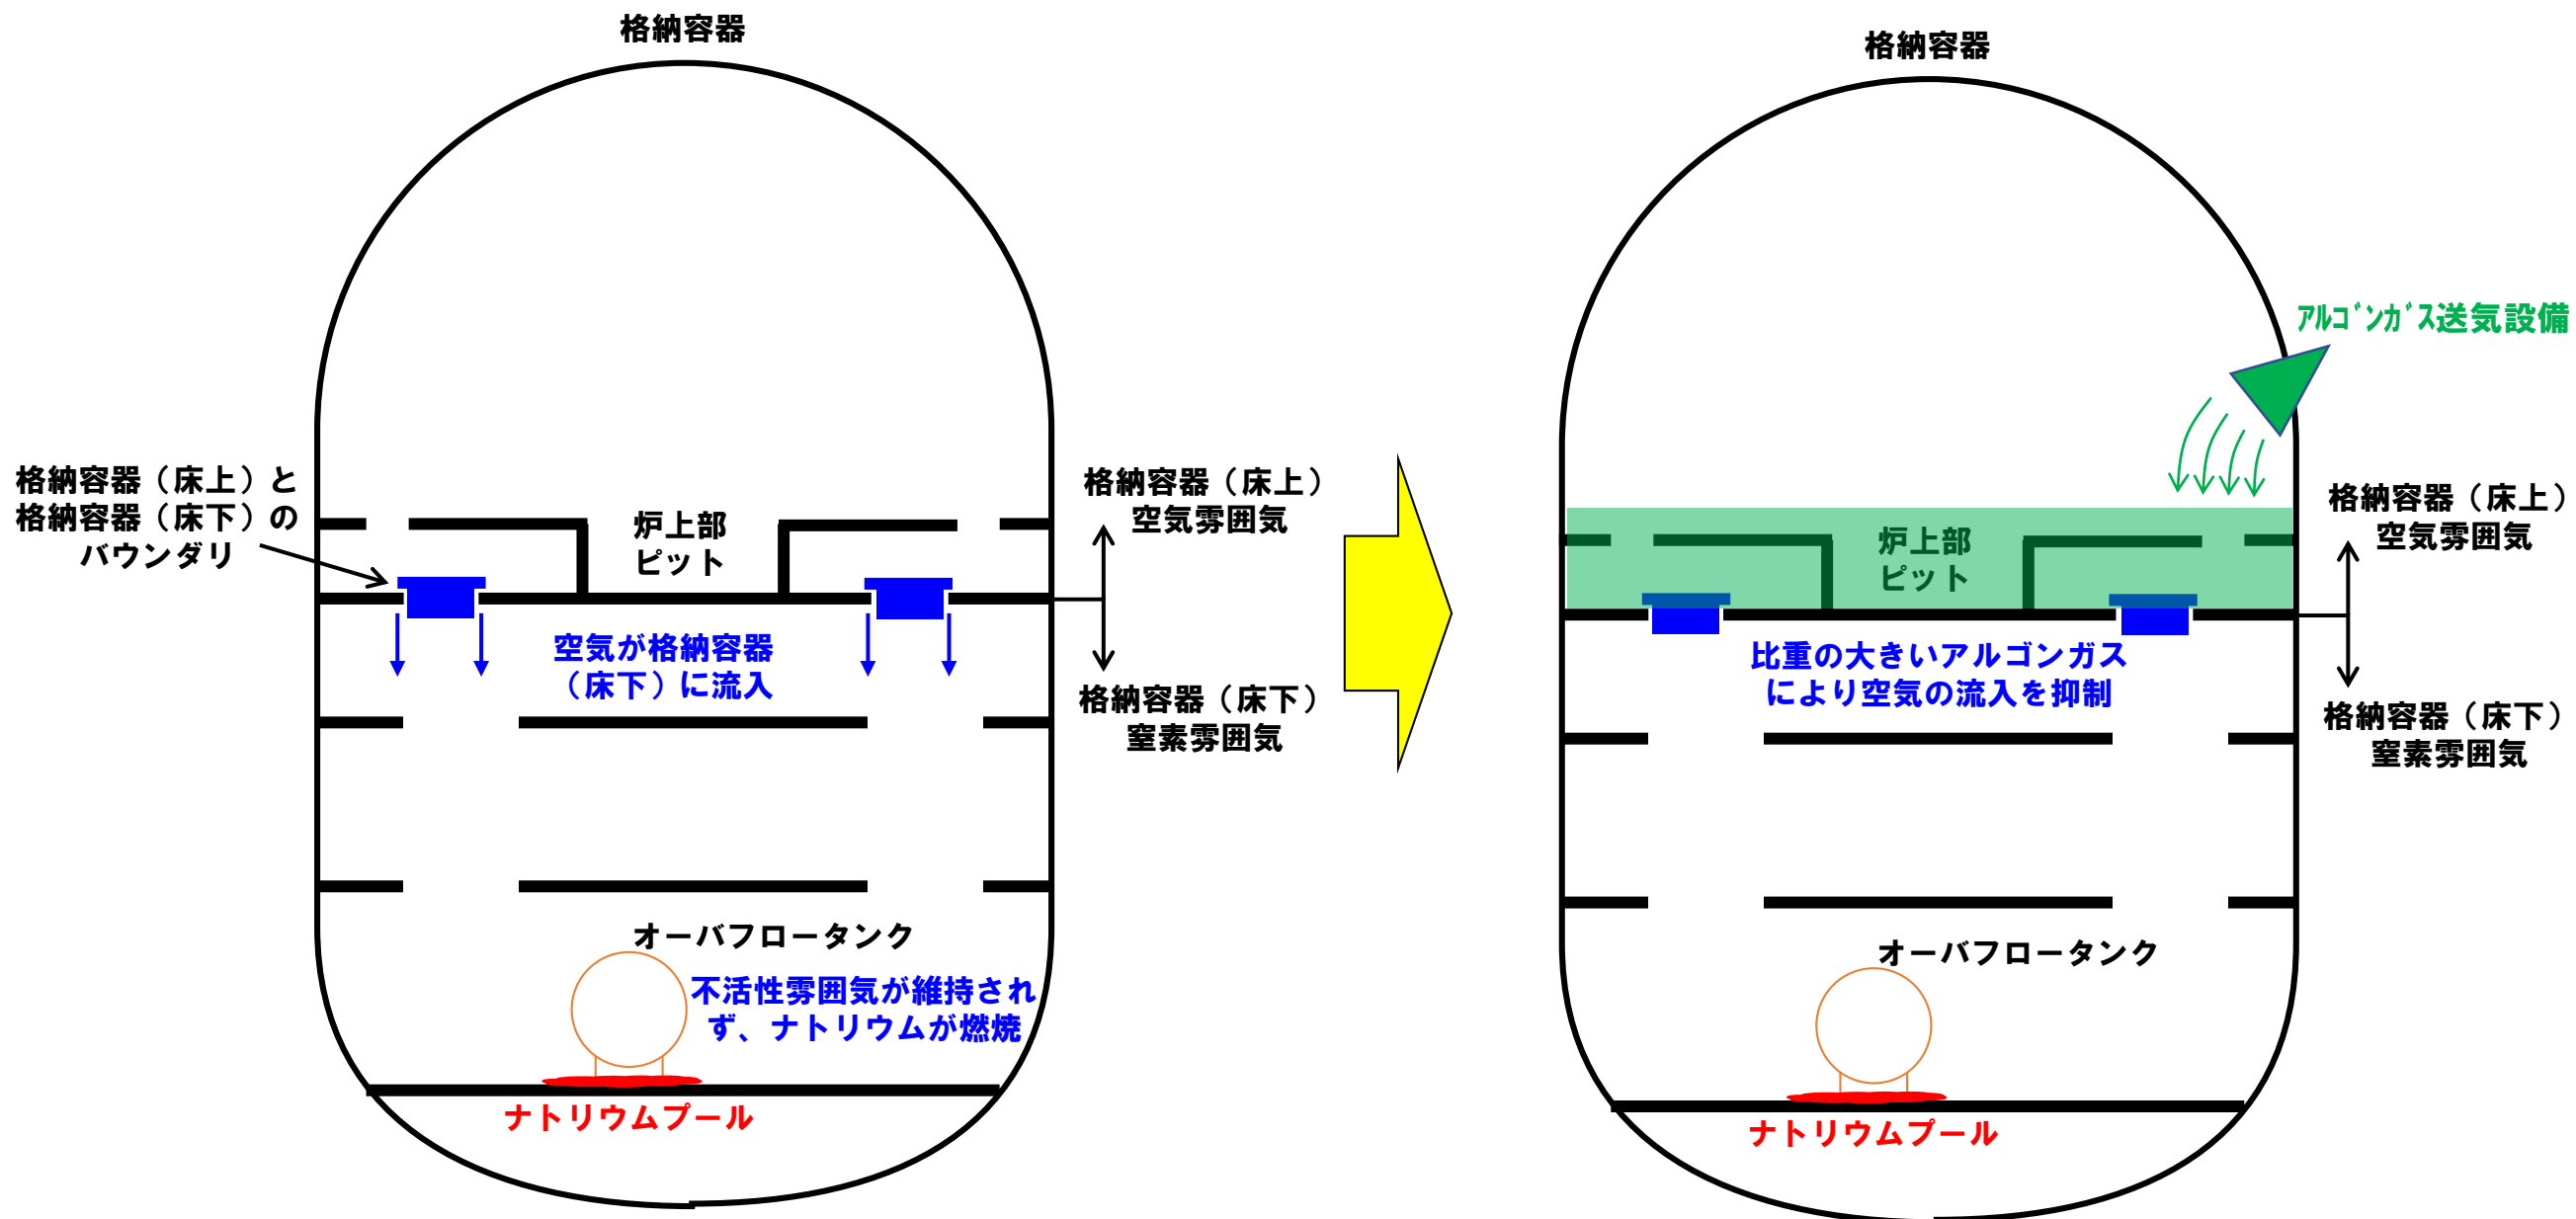 格納容器
格納容器（床上）と
格納容器（床下）の
バウンダリ
炉上部
ピット
格納容器（床上）
空気雰囲気
空気が格納容器
（床下）に流入
格納容器（床下）
窒素雰囲気
オーバフロータンク
不活性雰囲気が維持され
ず、ナトリウムが燃焼
ナトリウムプール
格納容器
ｱﾙｺﾞﾝｶﾞｽ送気設備
格納容器（床上）
空気雰囲気
炉上部
ピット
比重の大きいアルゴンガス
により空気の流入を抑制
格納容器（床下）
窒素雰囲気
オーバフロータンク
ナトリウムプール